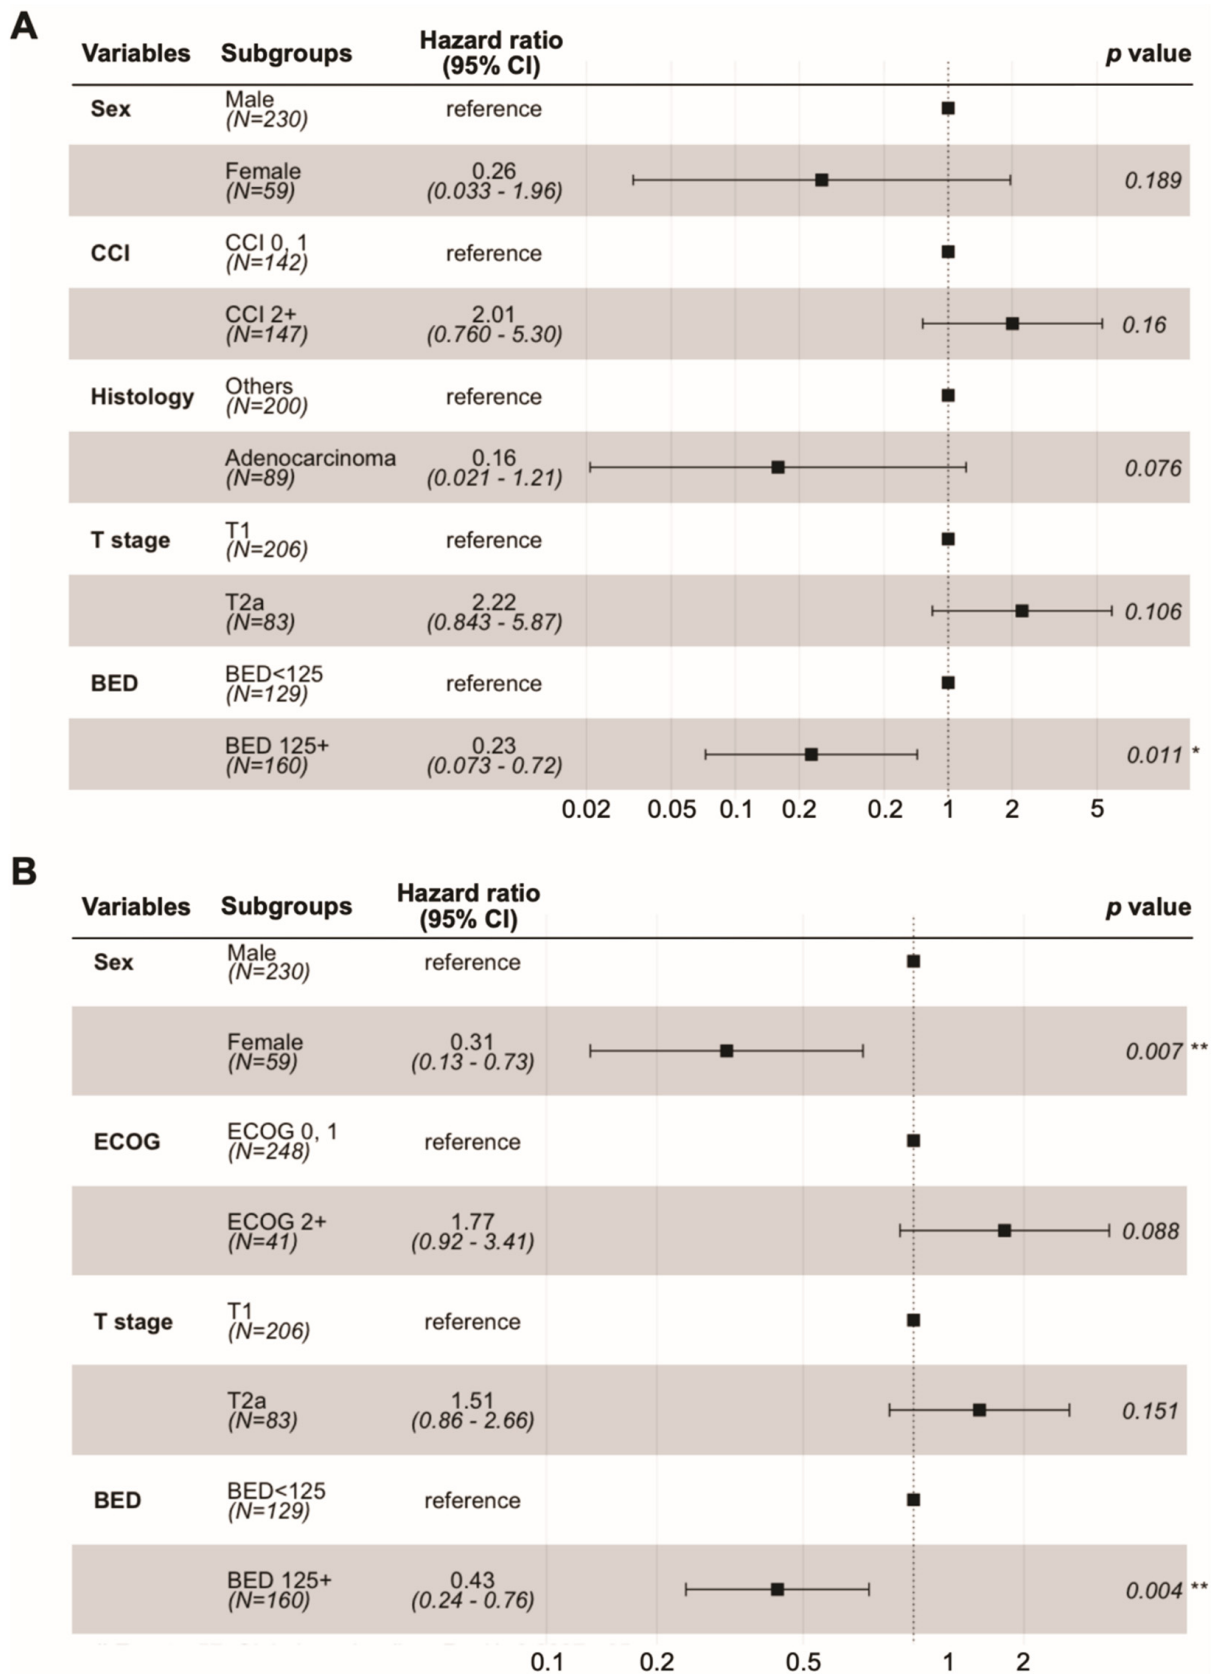 A
Variables Subgroups Hazard ratio p value
(95% CI)
Sex Male reference
(N=230)
Female 0.26 0.189
(N=59) (0.033 - 1.96)
CCI CCI 0, 1 reference
(N=142)
CCI 2+ 2.01 0.16
(N=147) (0.760 - 5.30)
Histology Others reference
(N=200)
Adenocarcinoma 0.16 0.076
(N=89) (0.021 - 1.21)
T stage T1 reference
(N=206)
T2a 2.22 0.106
(N=83) (0.843 - 5.87)
BED BED<125 reference
(N=129)
BED 125+ 0.23 0.011 *
(N=160) (0.073 - 0.72)
0.02 0.05 0.1 0.2 0.2 1 2 5
B
Variables Subgroups Hazard ratio p value
(95% CI)
Sex Male reference
(N=230)
Female 0.31 0.007 **
(N=59) (0.13 - 0.73)
ECOG ECOG 0, 1 reference
(N=248)
ECOG 2+ 1.77 0.088
(N=41) (0.92 - 3.41)
T stage T1 reference
(N=206)
T2a 1.51 0.151
(N=83) (0.86 - 2.66)
BED BED<125 reference
(N=129)
BED 125+ 0.43 0.004 **
(N=160) (0.24 - 0.76)
0.1 0.2 0.5 1 2